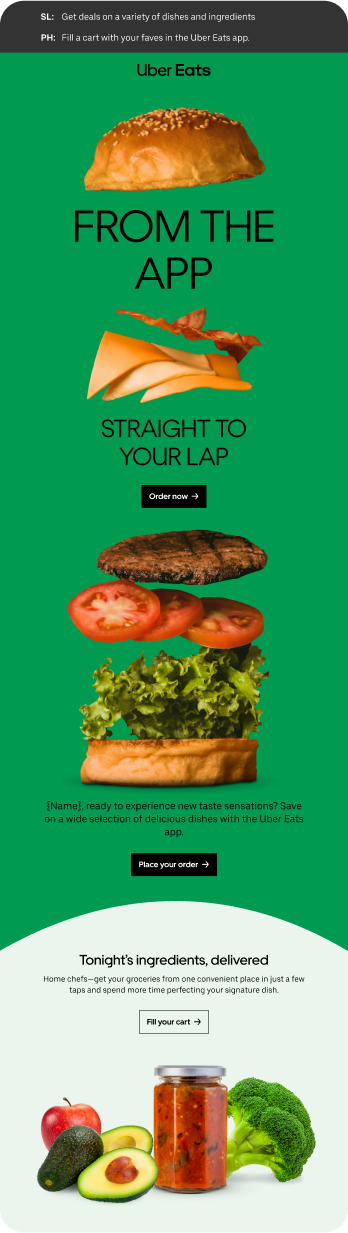 SL: Get deals on a variety of dishes and ingredients
PH: Fill a cart with your faves in the Uber Eats app.
Uber Eats
FROM THE
APP
STRAIGHT TO
YOUR LAP
Order now →
{Name}, ready to experience new taste sensations? Save
on a wide selection of delicious dishes with the Uber Eats
app.
Place your order →
Tonight's ingredients, delivered
Home chefs—get your groceries from one convenient place in just a few
taps and spend more time perfecting your signature dish.
Fill your cart →